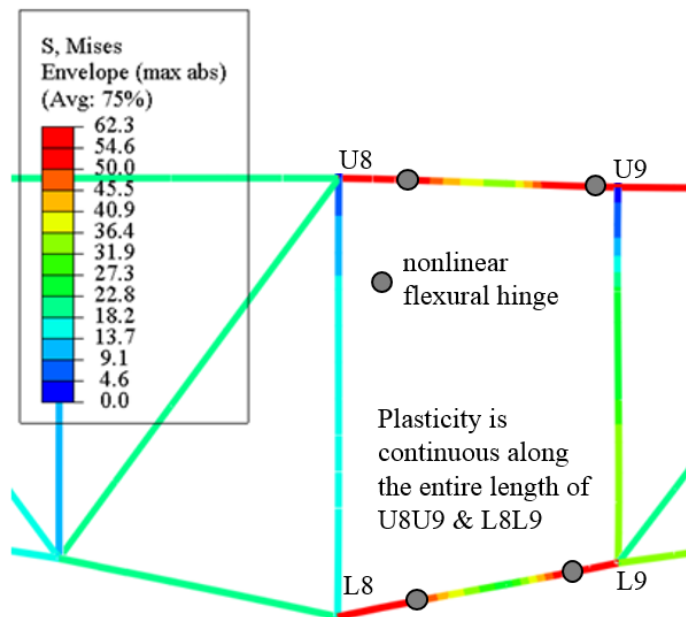 S, Mises
Envelope (max abs)
(Avg: 75%)
62.3
54.6
50.0
45.5
40.9
36.4
31.9
27.3
22.8
18.2
13.7
9.1
4.6
0.0
U8
U9
nonlinear
flexural hinge
Plasticity is
continuous along
the entire length of
U8U9 & L8L9
L8
L9